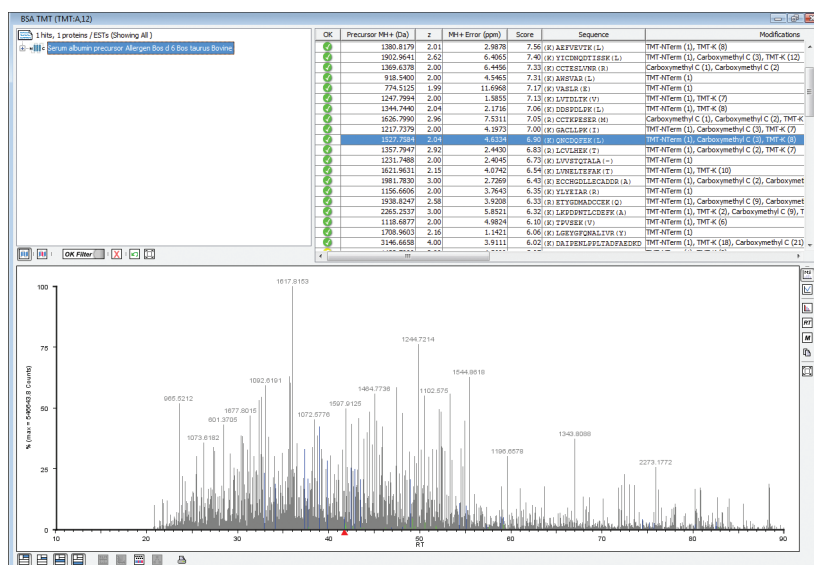 BSA TMT (TMT:A,12)
1 hits, 1 proteins / ESTs (Showing All )
Serum albumin precursor Allergen Bos d 6 Bos taurus Bovine
OK Precursor MH+ (Da) z MH+ Error (ppm) Score Sequence Modifications
1380.8179 2.01 2.9878 7.56 (K)AEFVEVTK(L) TMT-NTerm (1), TMT-K (8)
1902.9641 2.62 6.4065 7.40 (K)YICDNQDTISSK(L) TMT-NTerm (1), Carboxymethyl C (3), TMT-K (12)
1369.6378 2.00 6.4456 7.33 (K)CCTESLVNR(R) Carboxymethyl C (1), Carboxymethyl C (2)
918.5400 2.00 4.5465 7.31 (K)AWSVAR(L) TMT-NTerm (1)
774.5125 1.99 11.6968 7.17 (K)VASLR(E) TMT-NTerm (1)
1247.7994 2.00 1.5855 7.13 (K)LVTDLTK(V) TMT-NTerm (1), TMT-K (7)
1344.7440 2.04 2.1716 7.06 (K)DDSPDLPK(L) TMT-NTerm (1), TMT-K (8)
1626.7990 2.96 7.5311 7.05 (R)CCTKPESER(M) Carboxymethyl C (1), Carboxymethyl C (2), TMT-K
1217.7379 2.00 4.1973 7.00 (K)GACLLPK(I) TMT-NTerm (1), Carboxymethyl C (3), TMT-K (7)
1527.7584 2.04 4.6334 6.90 (K)QNCDQFEK(L) TMT-NTerm (1), Carboxymethyl C (3), TMT-K (8)
1357.7947 2.92 2.4430 6.83 (R)LCVLHEK(T) TMT-NTerm (1), Carboxymethyl C (2), TMT-K (7)
1231.7488 2.00 2.4045 6.73 (K)LVVSTQTALA(-) TMT-NTerm (1)
1621.9631 2.15 4.0742 6.54 (K)LVNELTEFAK(T) TMT-NTerm (1), TMT-K (10)
1981.7830 3.00 2.7269 6.43 (K)ECCHGDLLECADDR(A) TMT-NTerm (1), Carboxymethyl C (2), Carboxymet
1156.6606 2.00 3.7643 6.35 (K)YLYEIAR(R) TMT-NTerm (1)
1938.8247 2.58 3.9208 6.33 (R)ETYGDMADCCEK(Q) TMT-NTerm (1), Carboxymethyl C (9), Carboxymet
2265.2537 3.00 5.8521 6.32 (K)LKPDPNTLCDEFK(A) TMT-NTerm (1), TMT-K (2), Carboxymethyl C (9), T
1118.6877 2.00 4.9824 6.10 (K)TPVSEK(V) TMT-NTerm (1), TMT-K (6)
1708.9603 2.16 1.1421 6.06 (K)LGEYGFQNALIVR(Y) TMT-NTerm (1)
3146.6658 4.00 3.9111 6.02 (K)DAIPENLPPLTADFAEDKD TMT-NTerm (1), TMT-K (18), Carboxymethyl C (21)
OK Filter
% (max = 546643.8 Counts)
100
75
50
25
0
1617.8153
1244.7214
1544.8618
1092.6191
1464.7736
1102.575
965.5212
1597.9125
1677.8015
601.3705
1072.5776
1073.6182
1343.8088
1196.6578
2273.1772
10 20 30 40 50 60 70 80 90
RT
MS
RT
M